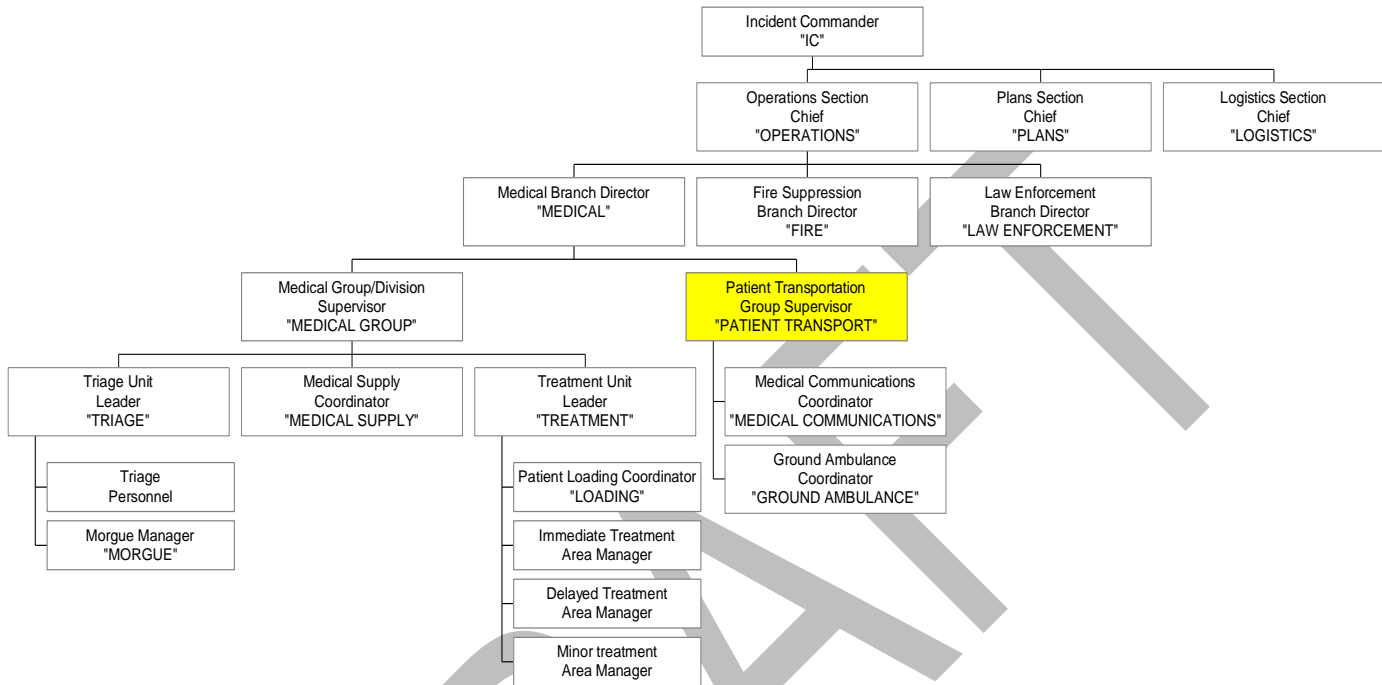 Incident Commander
"IC"
Operations Section
Chief
"OPERATIONS"
Plans Section
Chief
"PLANS"
Logistics Section
Chief
"LOGISTICS"
Medical Branch Director
"MEDICAL"
Fire Suppression
Branch Director
"FIRE"
Law Enforcement
Branch Director
"LAW ENFORCEMENT"
Medical Group/Division
Supervisor
"MEDICAL GROUP"
Patient Transportation
Group Supervisor
"PATIENT TRANSPORT"
Triage Unit
Leader
"TRIAGE"
Medical Supply
Coordinator
"MEDICAL SUPPLY"
Treatment Unit
Leader
"TREATMENT"
Medical Communications
Coordinator
"MEDICAL COMMUNICATIONS"
Triage
Personnel
Morgue Manager
"MORGUE"
Patient Loading Coordinator
"LOADING"
Immediate Treatment
Area Manager
Delayed Treatment
Area Manager
Minor treatment
Area Manager
Ground Ambulance
Coordinator
"GROUND AMBULANCE"